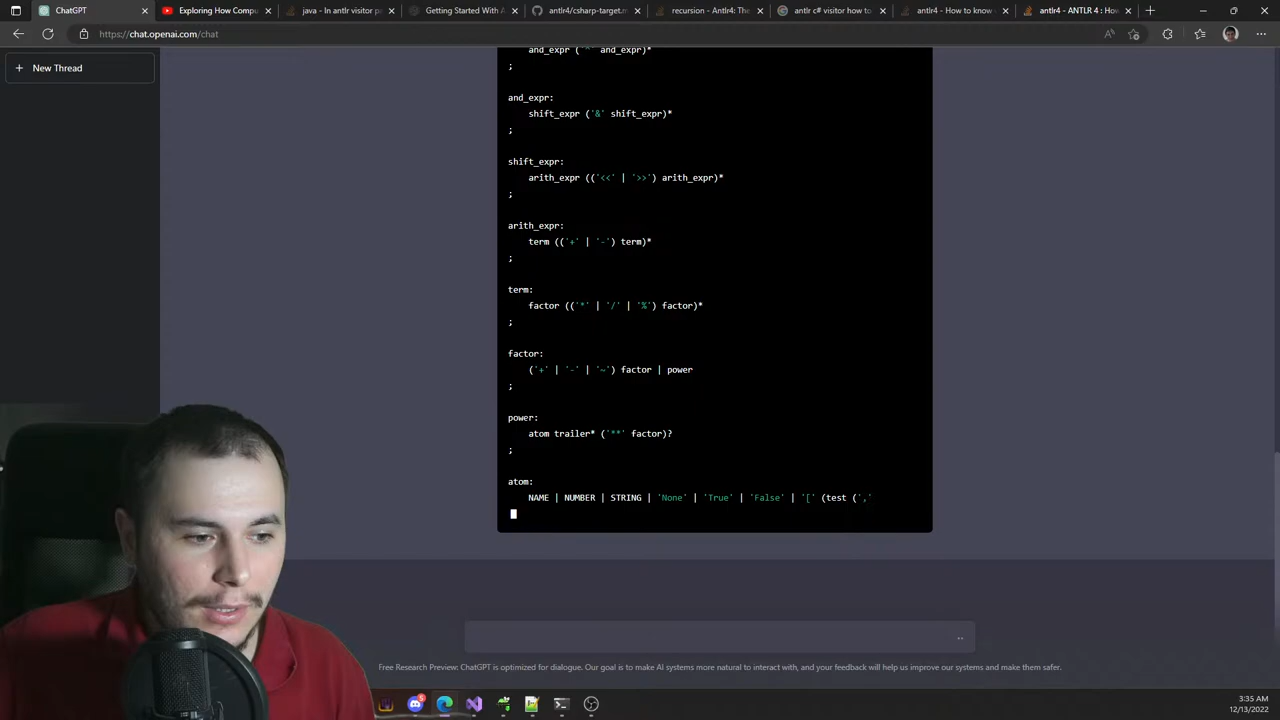 ChatGPT
Exploring How Compu
java - In antlr visitor p
Getting Started With A
antlr4/csharp-target.m
recursion - Antlr4: The
antlr c# visitor how to
antlr4 - How to know
antlr4 - ANTLR 4: How
https://chat.openai.com/chat
New Thread
and_expr ('^' and_expr)*
;
and_expr:
shift_expr ('&' shift_expr)*
;
shift_expr:
arith_expr (('<<' | '>>') arith_expr)*
;
arith_expr:
term (('+' | '-') term)*
;
term:
factor (('*' | '/' | '%') factor)*
;
factor:
('+' | '-' | '~') factor | power
;
power:
atom trailer* ('**' factor)?
;
atom:
NAME | NUMBER | STRING | 'None' | 'True' | 'False' | '[' (test (','
Free Research Preview: ChatGPT is optimized for dialogue. Our goal is to make AI systems more natural to interact with, and your feedback will help us improve our systems and make them safer.
3:35 AM
12/13/2022